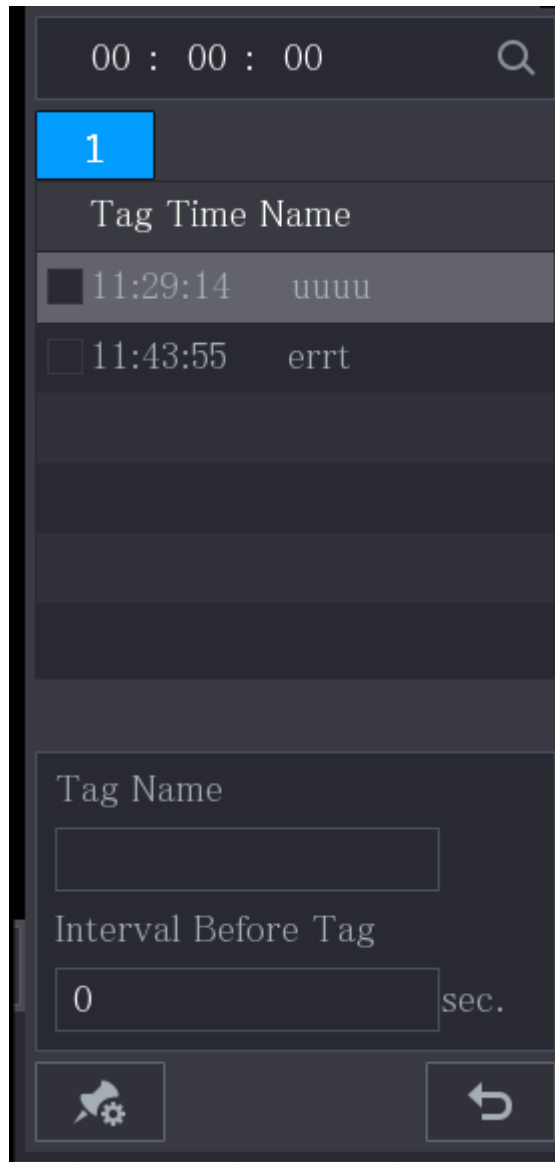 00 : 00 : 00
1
Tag Time Name
11:29:14 uuuu
11:43:55 errt
Tag Name
Interval Before Tag
0 sec.